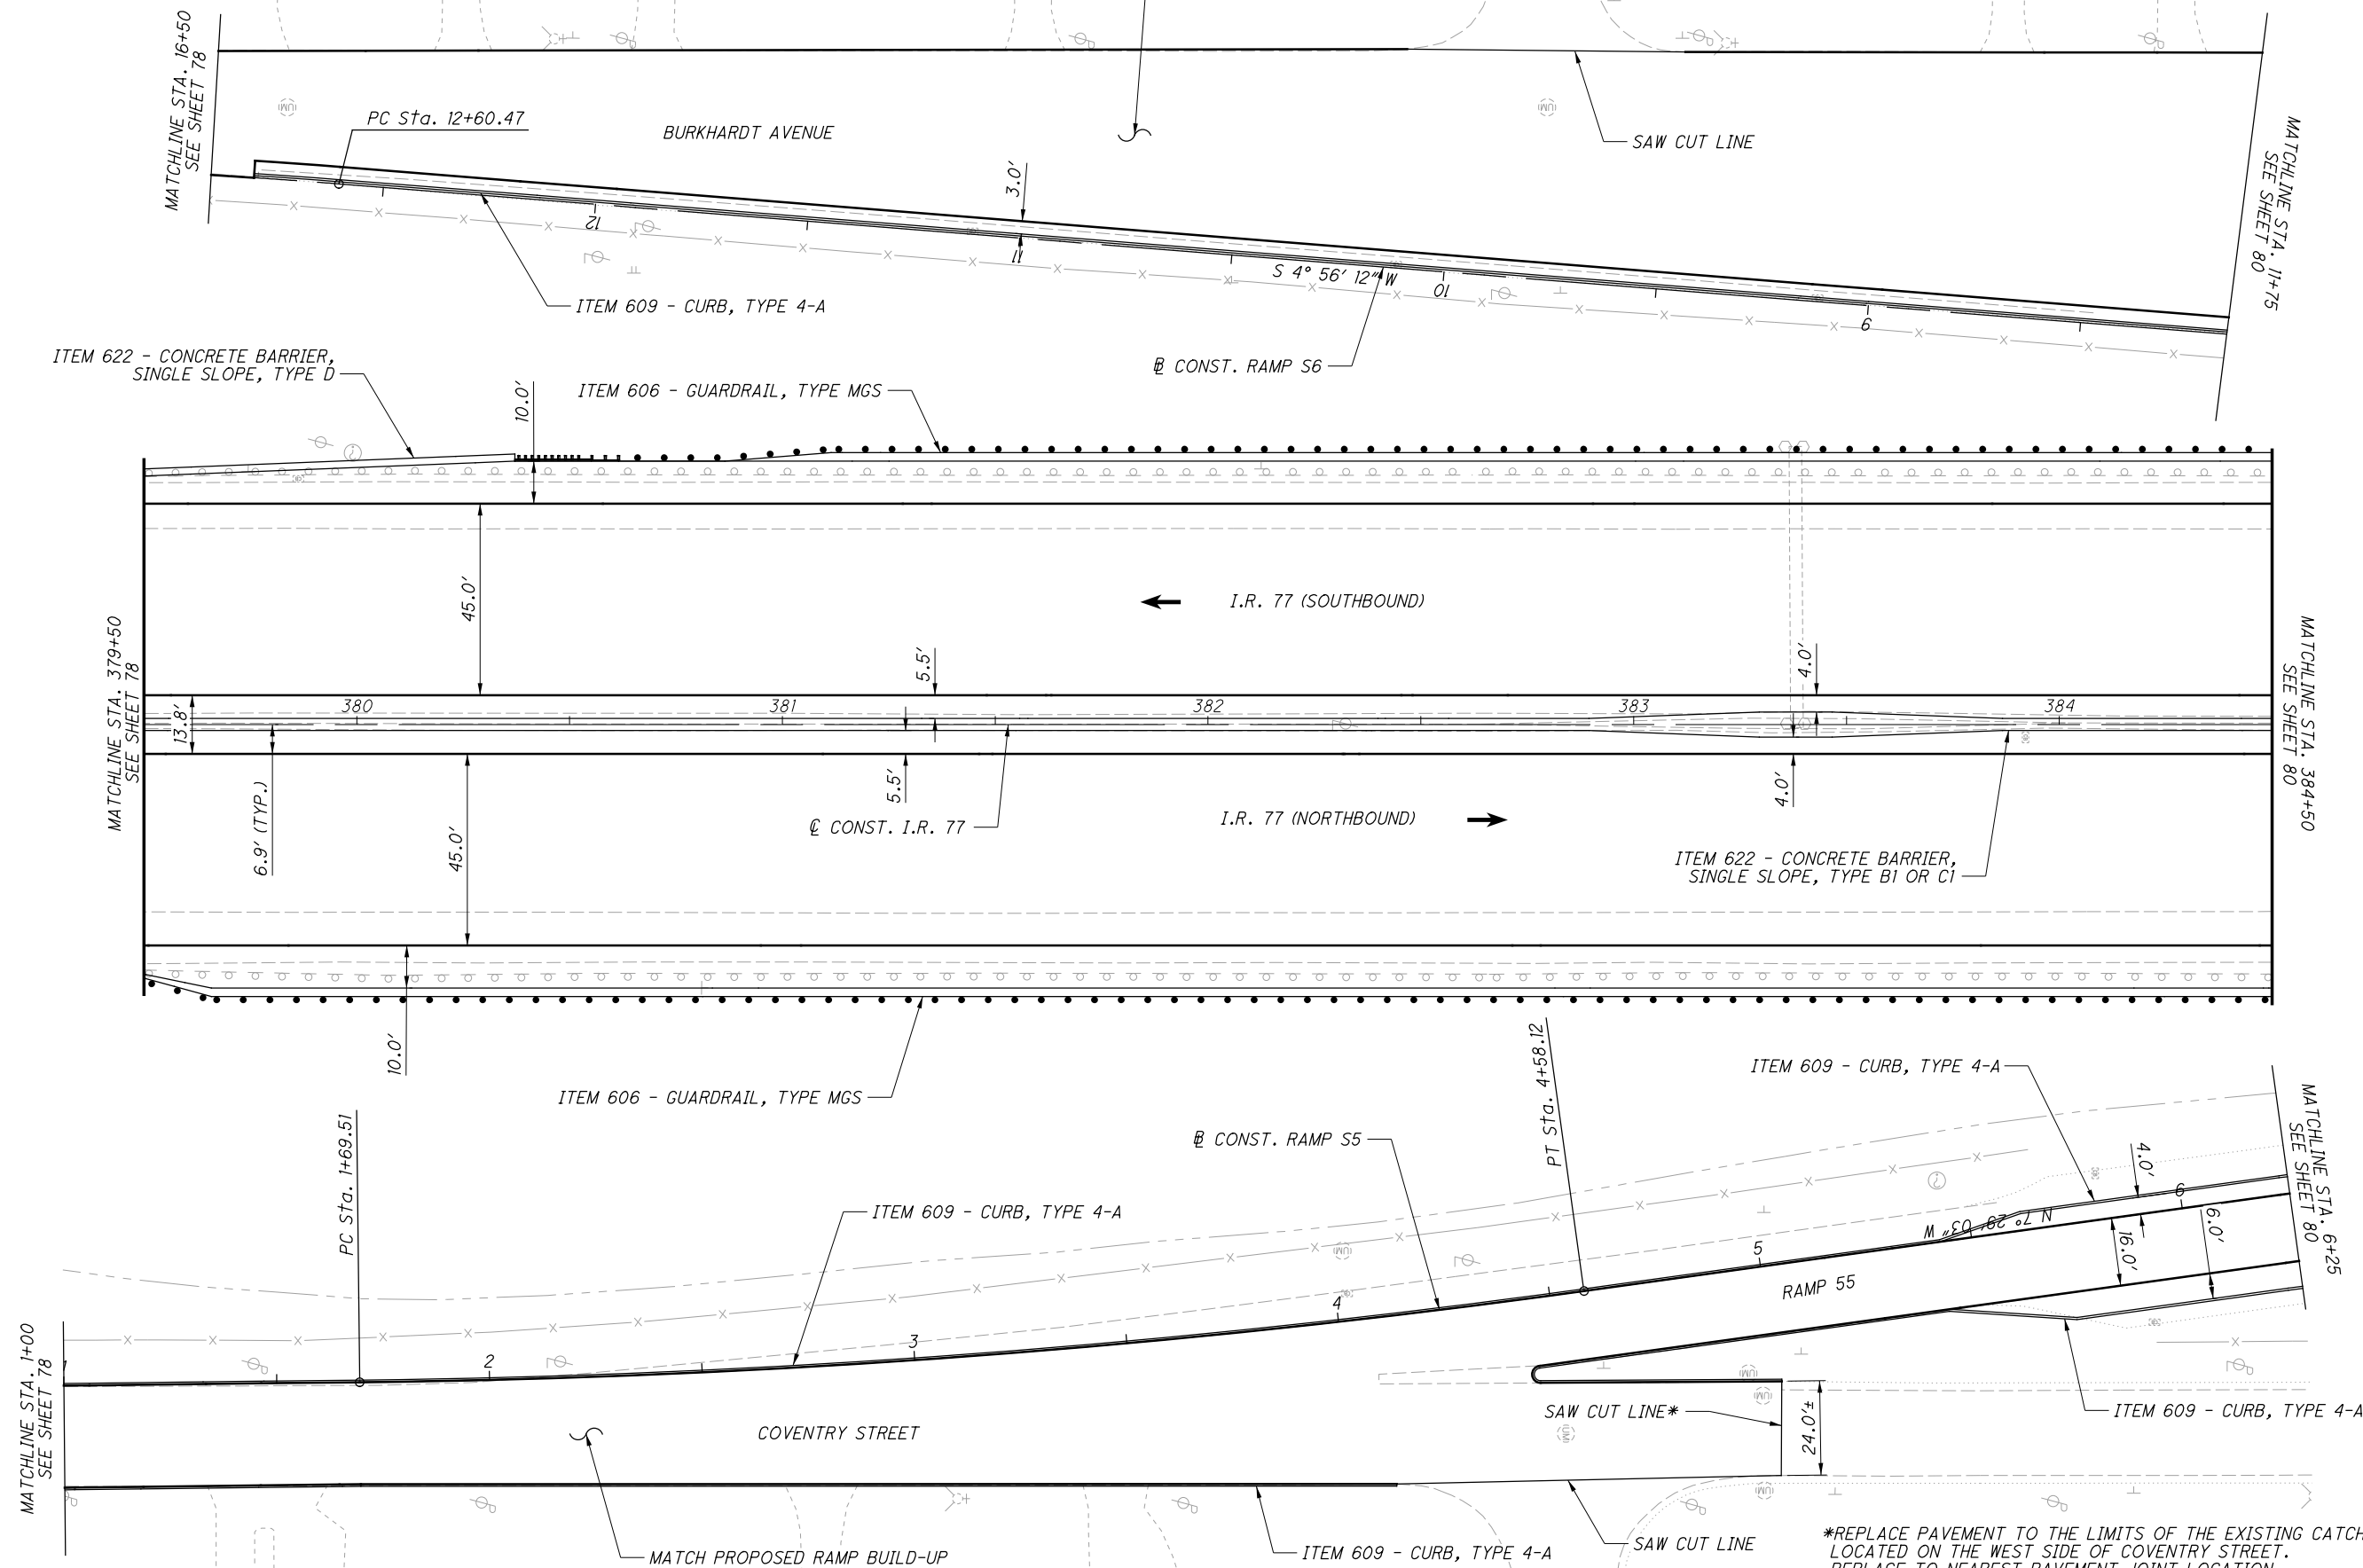 MATCHLINE STA. 16+50
SEE SHEET 78
PC Sta. 12+60.47
BURKHARDT AVENUE
SAW CUT LINE
MATCHLINE STA. 11+75
SEE SHEET 80
3.0'
12
11
10
9
S 4° 56' 12" W
ITEM 609 - CURB, TYPE 4-A
℄ CONST. RAMP S6
ITEM 622 - CONCRETE BARRIER,
SINGLE SLOPE, TYPE D
10.0'
ITEM 606 - GUARDRAIL, TYPE MGS
45.0'
I.R. 77 (SOUTHBOUND)
MATCHLINE STA. 379+50
SEE SHEET 78
MATCHLINE STA. 384+50
SEE SHEET 80
5.5'
4.0'
380
381
382
383
384
13.8'
6.9' (TYP.)
5.5'
4.0'
℄ CONST. I.R. 77
I.R. 77 (NORTHBOUND)
45.0'
ITEM 622 - CONCRETE BARRIER,
SINGLE SLOPE, TYPE B1 OR C1
10.0'
ITEM 606 - GUARDRAIL, TYPE MGS
PC Sta. 1+69.51
PT Sta. 4+58.12
ITEM 609 - CURB, TYPE 4-A
℄ CONST. RAMP S5
ITEM 609 - CURB, TYPE 4-A
4.0'
6
N 7° 29' 03" W
16.0'
6.0'
MATCHLINE STA. 6+25
SEE SHEET 80
5
RAMP 55
4
3
2
1
MATCHLINE STA. 1+00
SEE SHEET 78
COVENTRY STREET
SAW CUT LINE*
24.0'±
ITEM 609 - CURB, TYPE 4-A
MATCH PROPOSED RAMP BUILD-UP
ITEM 609 - CURB, TYPE 4-A
SAW CUT LINE
*REPLACE PAVEMENT TO THE LIMITS OF THE EXISTING CATCH
LOCATED ON THE WEST SIDE OF COVENTRY STREET.
REPLACE TO NEAREST PAVEMENT JOINT LOCATION